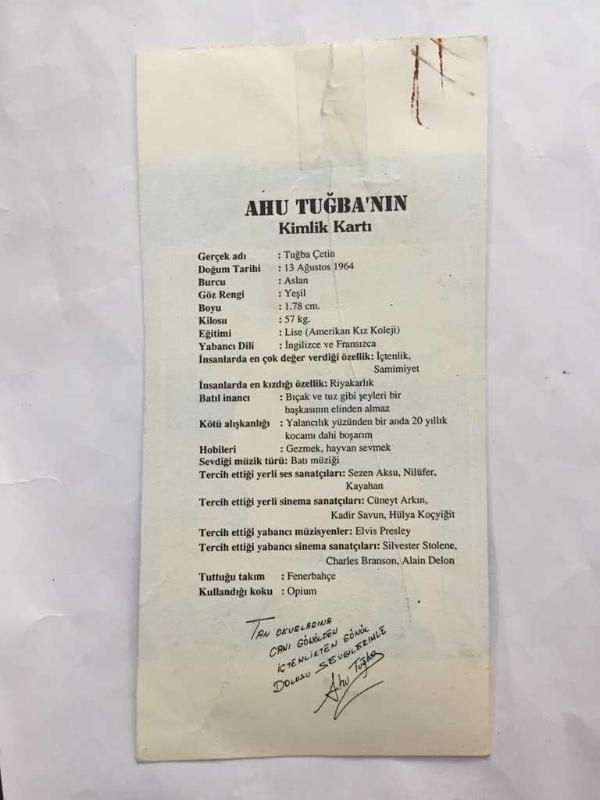 AHU TUĞBA'NIN
Kimlik Kartı
Gerçek adı : Tuğba Çetin
Doğum Tarihi : 13 Ağustos 1964
Burcu : Aslan
Göz Rengi : Yeşil
Boyu : 1.78 cm.
Kilosu : 57 kg.
Eğitimi : Lise (Amerikan Kız Koleji)
Yabancı Dili : İngilizce ve Fransızca
İnsanlarda en çok değer verdiği özellik: İçtenlik,
Samimiyet
İnsanlarda en kızdığı özellik: Riyakarlık
Batıl inancı : Bıçak ve tuz gibi şeyleri bir
başkasının elinden almaz
Kötü alışkanlığı : Yalancılık yüzünden bir anda 20 yıllık
kocamı dahi boşarım
Hobileri : Gezmek, hayvan sevmek
Sevdiği müzik türü: Batı müziği
Tercih ettiği yerli ses sanatçıları: Sezen Aksu, Nilüfer,
Kayahan
Tercih ettiği yerli sinema sanatçıları: Cüneyt Arkın,
Kadir Savun, Hülya Koçyiğit
Tercih ettiği yabancı müzisyenler: Elvis Presley
Tercih ettiği yabancı sinema sanatçıları: Silvester Stolene,
Charles Branson, Alain Delon
Tuttuğu takım : Fenerbahçe
Kullandığı koku : Opium
TAN OKURLARINA
CANI GÖNÜLDEN
İÇTENLİKTEN GÖNÜL
DOLUSU SEVGİLERİMLE
Ahu Tuğba